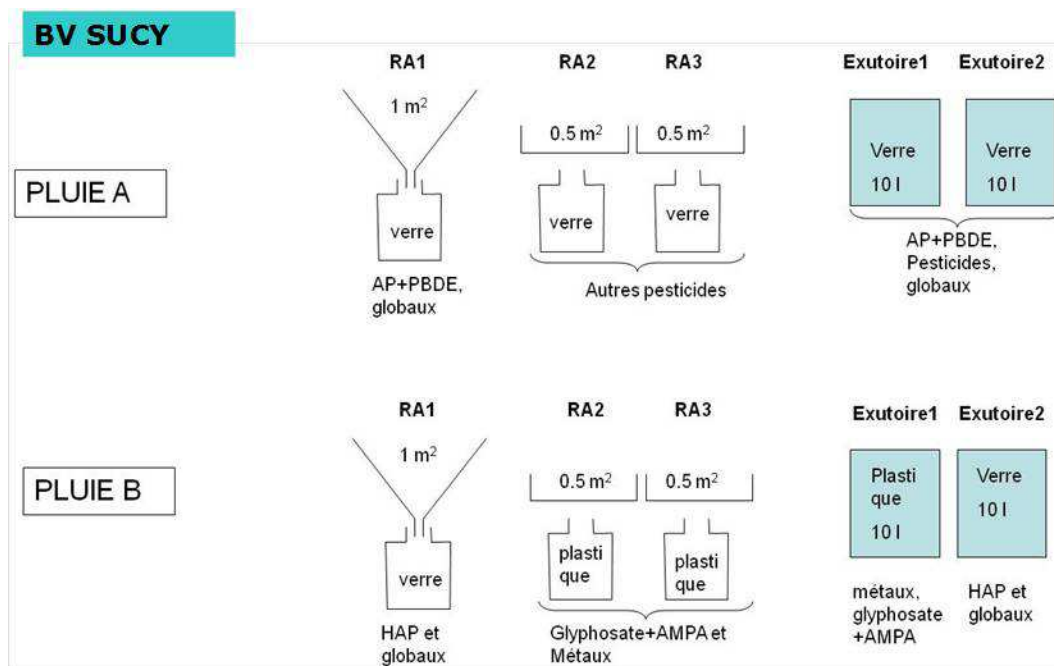 BV SUCY
RA1
RA2
RA3
Exutoire1
Exutoire2
1 m²
0.5 m²
0.5 m²
Verre
10 l
Verre
10 l
PLUIE A
verre
verre
verre
AP+PBDE,
globaux
Autres pesticides
AP+PBDE,
Pesticides,
globaux
RA1
RA2
RA3
Exutoire1
Exutoire2
1 m²
0.5 m²
0.5 m²
Plasti
que
10 l
Verre
10 l
PLUIE B
verre
plasti
que
plasti
que
HAP et
globaux
Glyphosate+AMPA et
Métaux
métaux,
glyphosate
+AMPA
HAP et
globaux